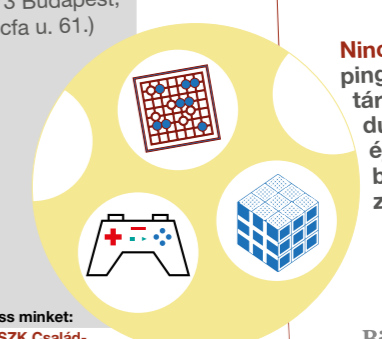 3 Budapest,
cfa u. 61.)
Ninc
ping
tár
du
é
b
z
ss minket:
SZK Család-